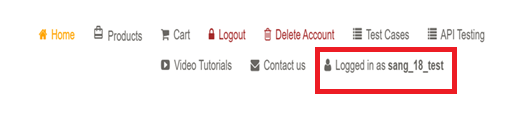 Home Products Cart Logout Delete Account Test Cases API Testing
Video Tutorials Contact us Logged in as sang_18_test